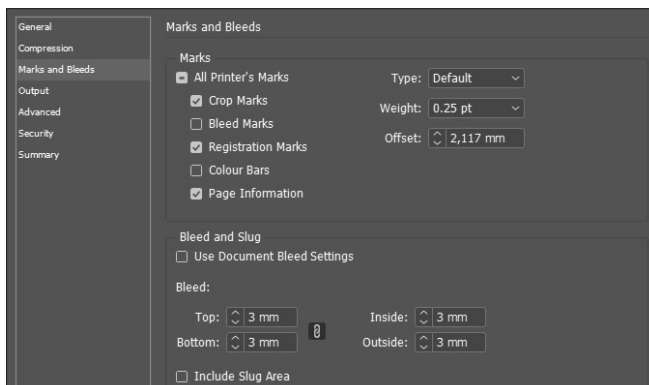 General
Compression
Marks and Bleeds
Output
Advanced
Security
Summary
Marks and Bleeds
Marks
All Printer's Marks
Crop Marks
Bleed Marks
Registration Marks
Colour Bars
Page Information
Type: Default
Weight: 0.25 pt
Offset: 2,117 mm
Bleed and Slug
Use Document Bleed Settings
Bleed:
Top: 3 mm
Bottom: 3 mm
Inside: 3 mm
Outside: 3 mm
Include Slug Area